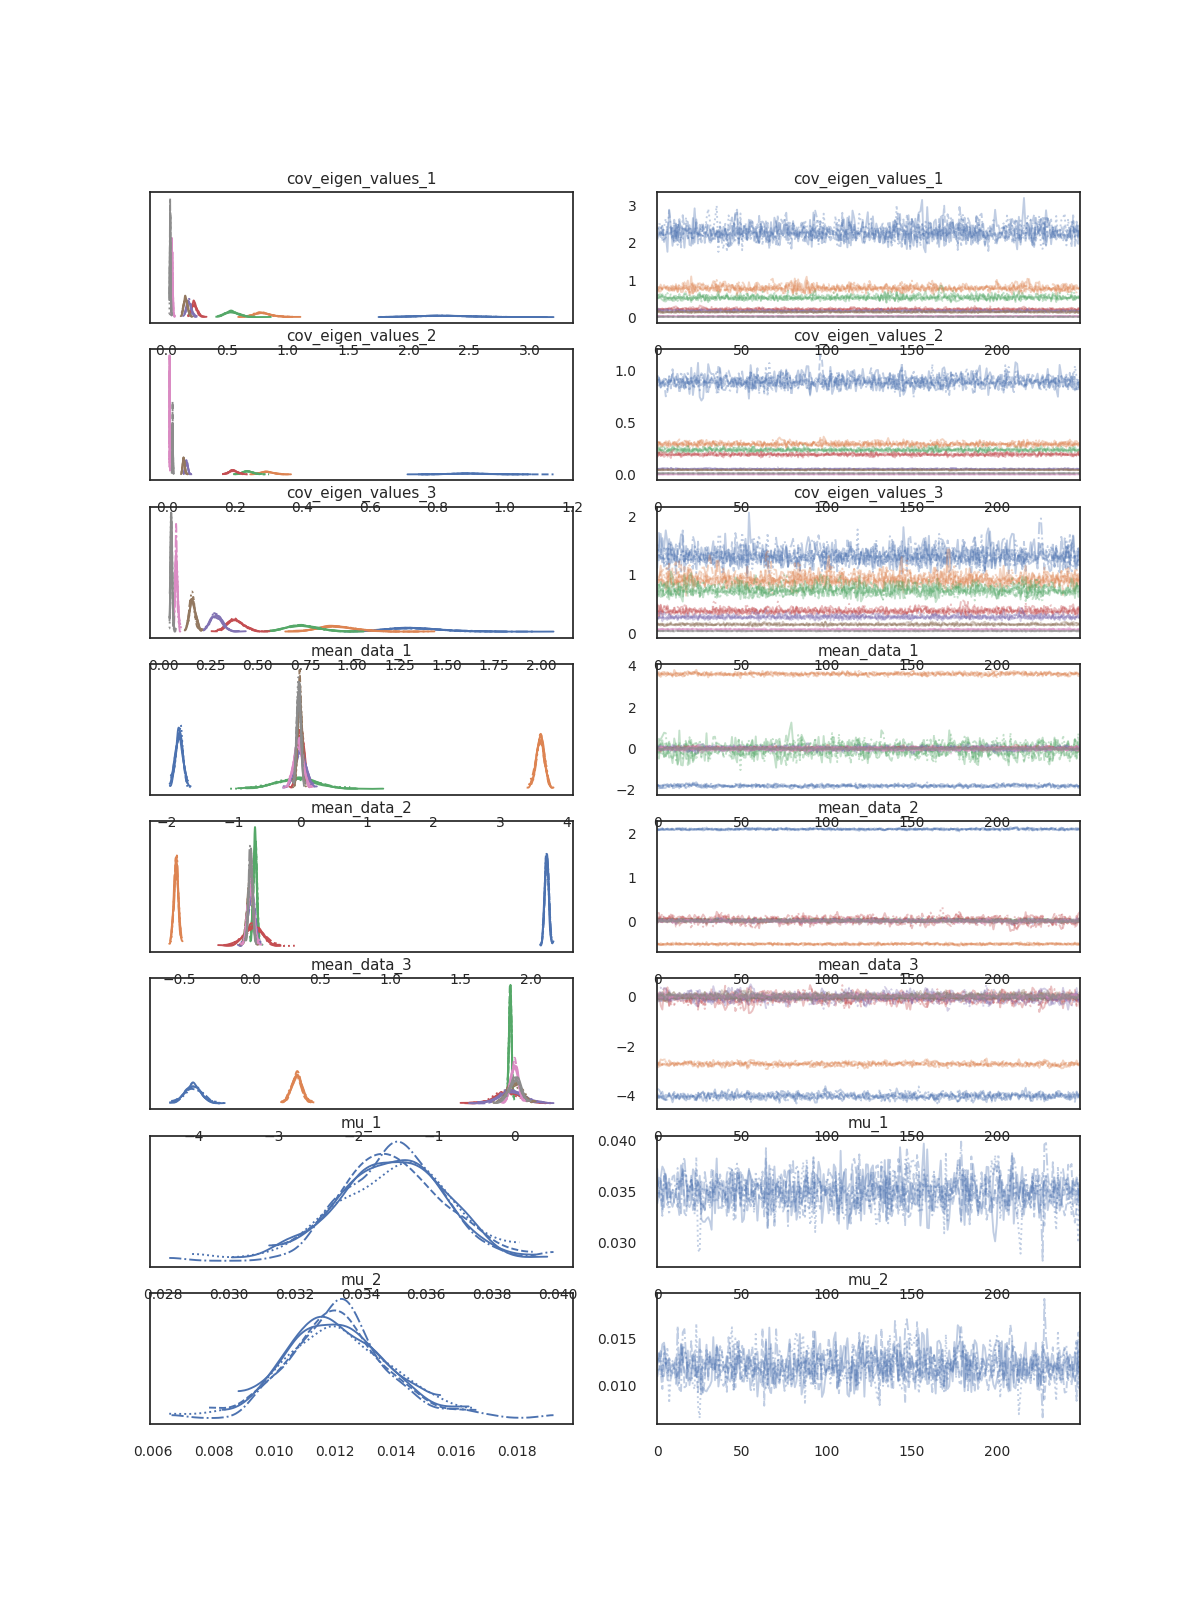 cov_eigen_values_1 cov_eigen_values_1
3
2
1
0
0.0 0.5 1.0 1.5 2.0 2.5 3.0 0 50 100 150 200
cov_eigen_values_2 cov_eigen_values_2
1.0
0.5
0.0
0.0 0.2 0.4 0.6 0.8 1.0 1.2 0 50 100 150 200
cov_eigen_values_3 cov_eigen_values_3
2
1
0
0.00 0.25 0.50 0.75 1.00 1.25 1.50 1.75 2.00 0 50 100 150 200
mean_data_1 mean_data_1
4
2
0
−2
−2 −1 0 1 2 3 4 0 50 100 150 200
mean_data_2 mean_data_2
2
1
0
−0.5 0.0 0.5 1.0 1.5 2.0 0 50 100 150 200
mean_data_3 mean_data_3
0
−2
−4
−4 −3 −2 −1 0 0 50 100 150 200
mu_1 mu_1
0.040
0.035
0.030
0.028 0.030 0.032 0.034 0.036 0.038 0.040 0 50 100 150 200
mu_2 mu_2
0.015
0.010
0.006 0.008 0.010 0.012 0.014 0.016 0.018 0 50 100 150 200